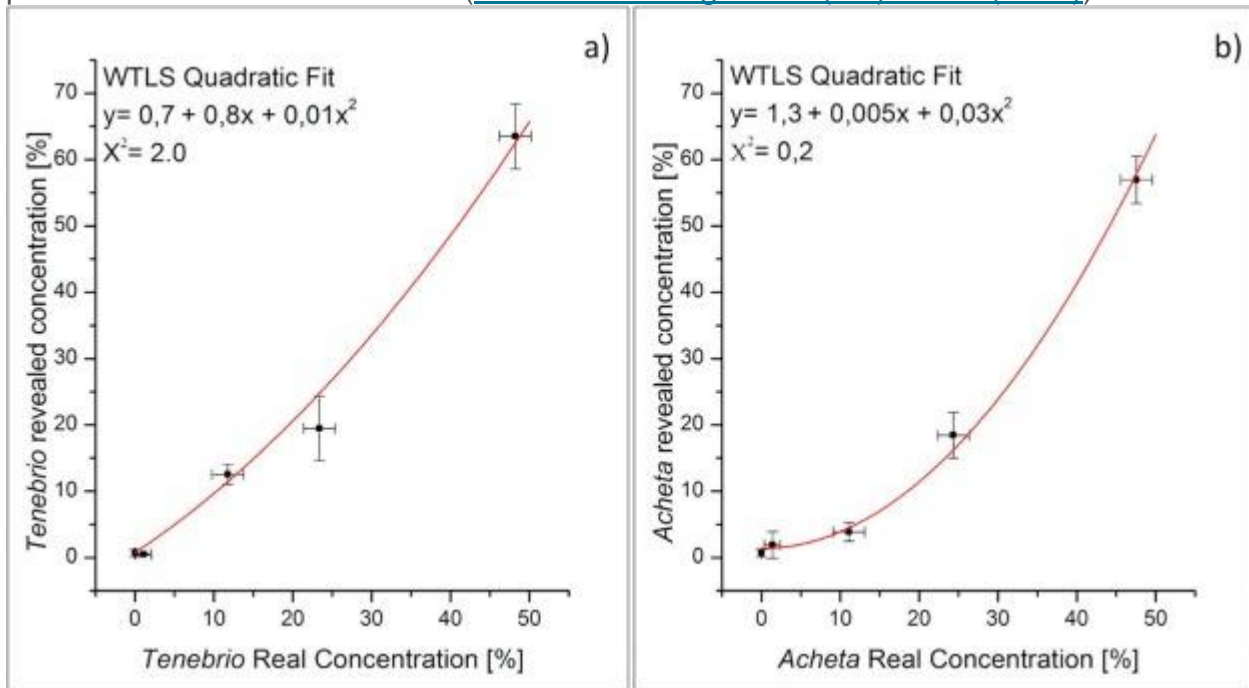 a)
WTLS Quadratic Fit
y= 0,7 + 0,8x + 0,01x²
X²= 2.0
70
60
50
40
30
20
10
0
Tenebrio revealed concentration [%]
0 10 20 30 40 50
Tenebrio Real Concentration [%]
b)
WTLS Quadratic Fit
y= 1,3 + 0,005x + 0,03x²
X²= 0,2
70
60
50
40
30
20
10
0
Acheta revealed concentration [%]
0 10 20 30 40 50
Acheta Real Concentration [%]